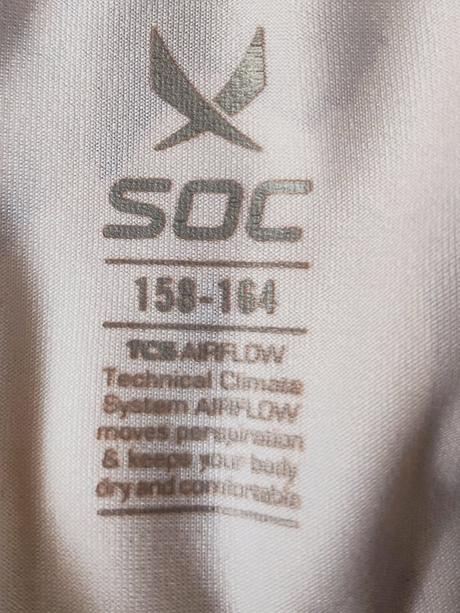 SOC
158-164
TCS AIRFLOW
Technical Climate
System AIRFLOW
moves perspiration
& keeps your body
dry and comfortable